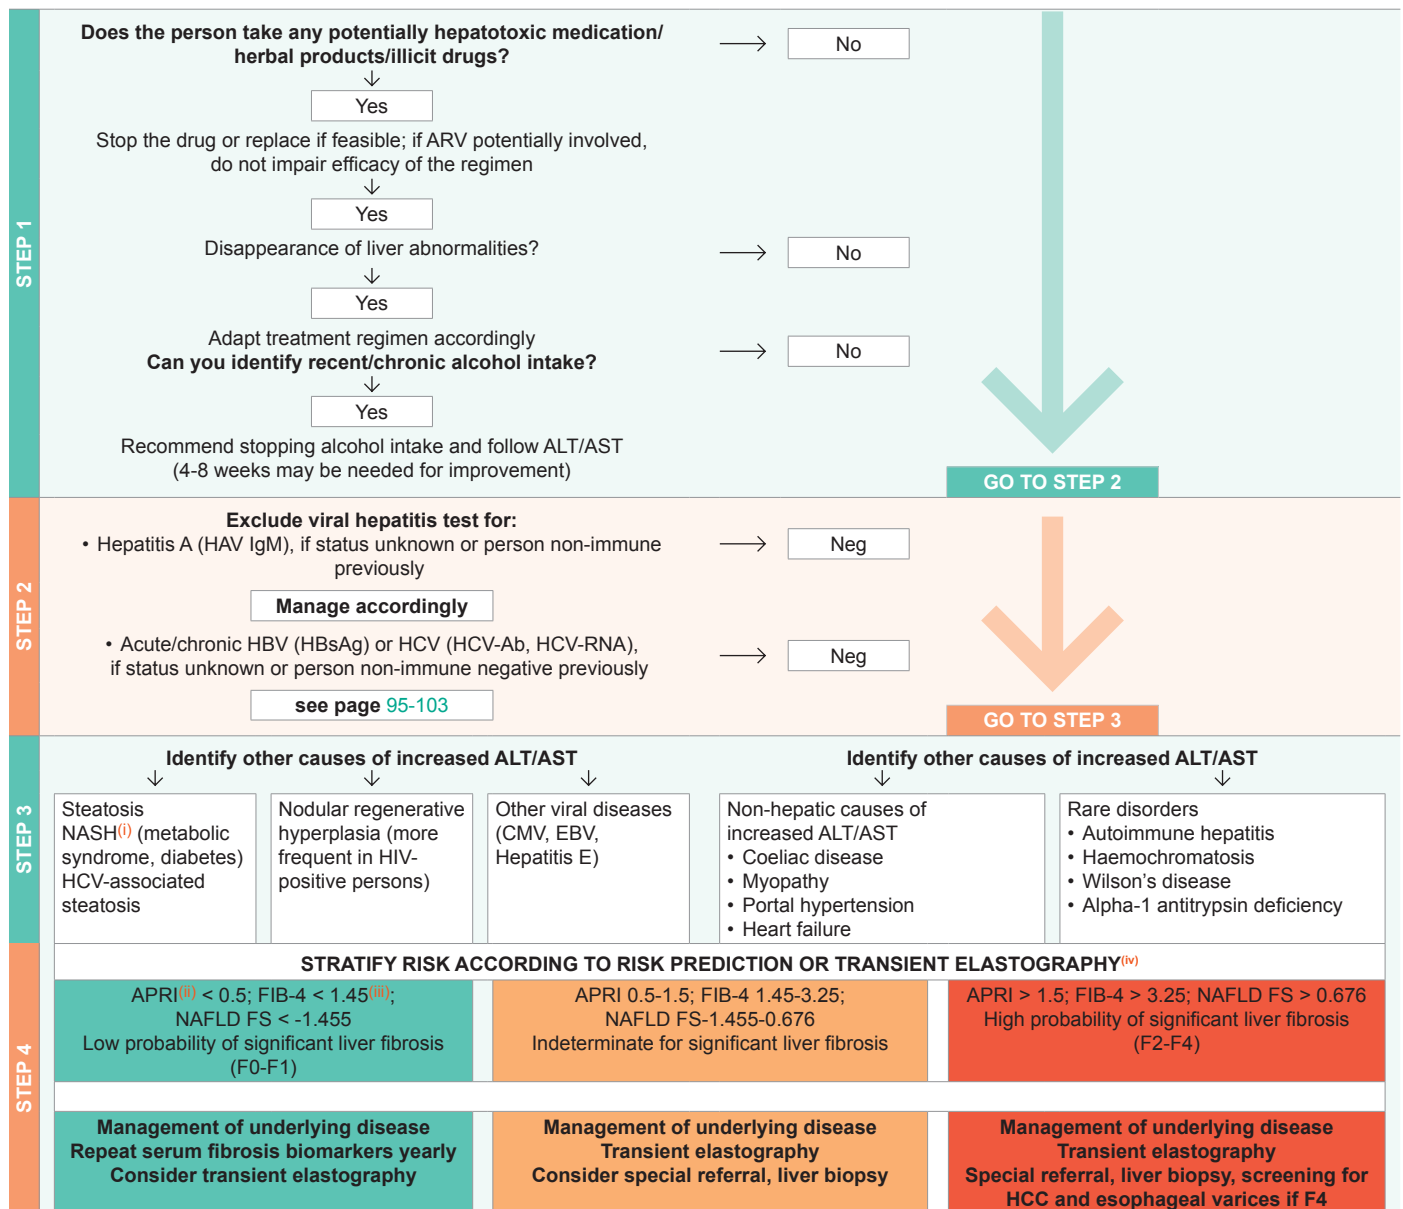 STEP 1
Does the person take any potentially hepatotoxic medication/
herbal products/illicit drugs?
No
Yes
Stop the drug or replace if feasible; if ARV potentially involved,
do not impair efficacy of the regimen
Yes
Disappearance of liver abnormalities?
No
Yes
Adapt treatment regimen accordingly
Can you identify recent/chronic alcohol intake?
No
Yes
Recommend stopping alcohol intake and follow ALT/AST
(4-8 weeks may be needed for improvement)
GO TO STEP 2
STEP 2
Exclude viral hepatitis test for:
• Hepatitis A (HAV IgM), if status unknown or person non-immune
previously
Neg
Manage accordingly
• Acute/chronic HBV (HBsAg) or HCV (HCV-Ab, HCV-RNA),
if status unknown or person non-immune negative previously
Neg
see page 95-103
GO TO STEP 3
STEP 3
Identify other causes of increased ALT/AST
Steatosis
NASH(i) (metabolic
syndrome, diabetes)
HCV-associated
steatosis
Nodular regenerative
hyperplasia (more
frequent in HIV-
positive persons)
Other viral diseases
(CMV, EBV,
Hepatitis E)
Identify other causes of increased ALT/AST
Non-hepatic causes of
increased ALT/AST
• Coeliac disease
• Myopathy
• Portal hypertension
• Heart failure
Rare disorders
• Autoimmune hepatitis
• Haemochromatosis
• Wilson's disease
• Alpha-1 antitrypsin deficiency
STEP 4
STRATIFY RISK ACCORDING TO RISK PREDICTION OR TRANSIENT ELASTOGRAPHY(iv)
APRI(ii) < 0.5; FIB-4 < 1.45(iii);
NAFLD FS < -1.455
Low probability of significant liver fibrosis
(F0-F1)
APRI 0.5-1.5; FIB-4 1.45-3.25;
NAFLD FS-1.455-0.676
Indeterminate for significant liver fibrosis
APRI > 1.5; FIB-4 > 3.25; NAFLD FS > 0.676
High probability of significant liver fibrosis
(F2-F4)
Management of underlying disease
Repeat serum fibrosis biomarkers yearly
Consider transient elastography
Management of underlying disease
Transient elastography
Consider special referral, liver biopsy
Management of underlying disease
Transient elastography
Special referral, liver biopsy, screening for
HCC and esophageal varices if F4